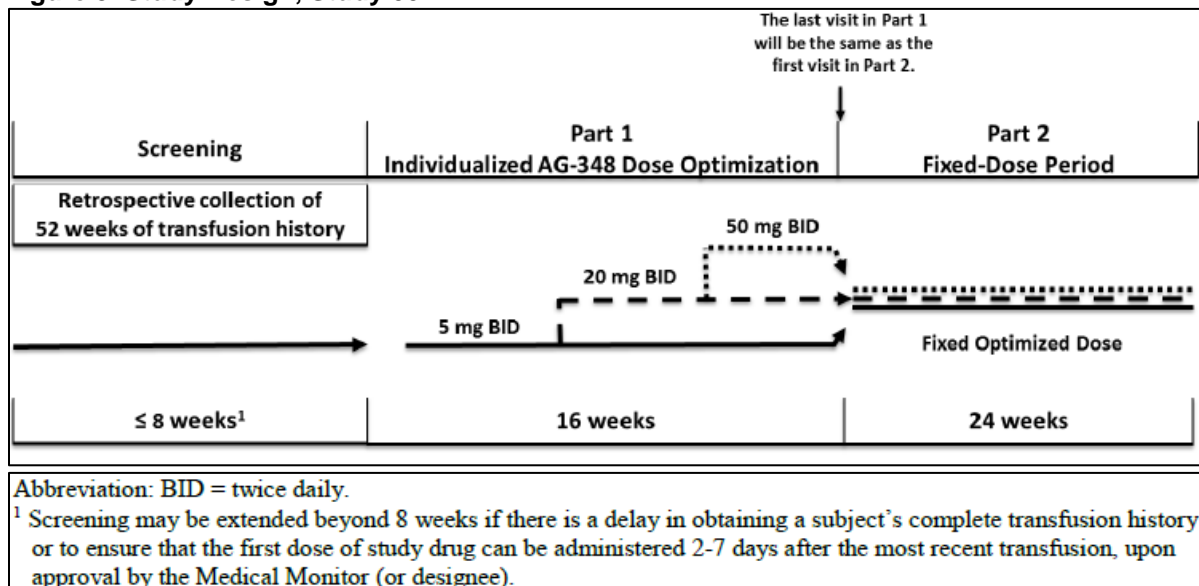 Study Design, Study
The last visit in Part 1
will be the same as the
first visit in Part 2.
Screening
Part 1
Individualized AG-348 Dose Optimization
Part 2
Fixed-Dose Period
Retrospective collection of
52 weeks of transfusion history
50 mg BID
20 mg BID
5 mg BID
Fixed Optimized Dose
≤ 8 weeks¹
16 weeks
24 weeks
Abbreviation: BID = twice daily.
¹ Screening may be extended beyond 8 weeks if there is a delay in obtaining a subject's complete transfusion history
or to ensure that the first dose of study drug can be administered 2-7 days after the most recent transfusion, upon
approval by the Medical Monitor (or designee).